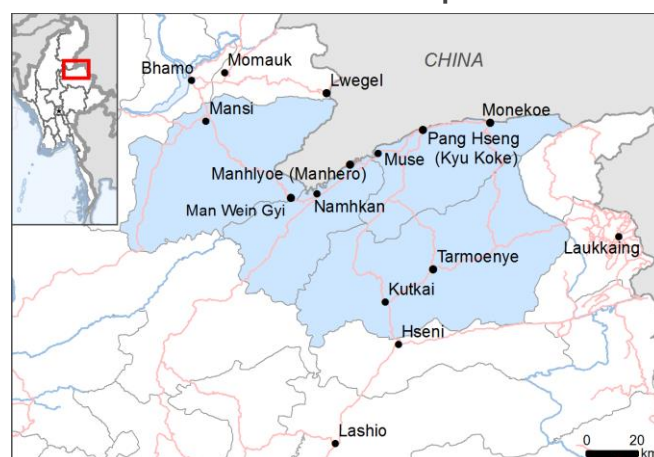 CHINA
Momauk
Bhamo
Lwegel
Mansi
Monekoe
Pang Hseng
(Kyu Koke)
Muse
Manhlyoe (Manhero)
Man Wein Gyi
Namhkan
Laukkaing
Tarmoenye
Kutkai
Hseni
Lashio
0 20
km